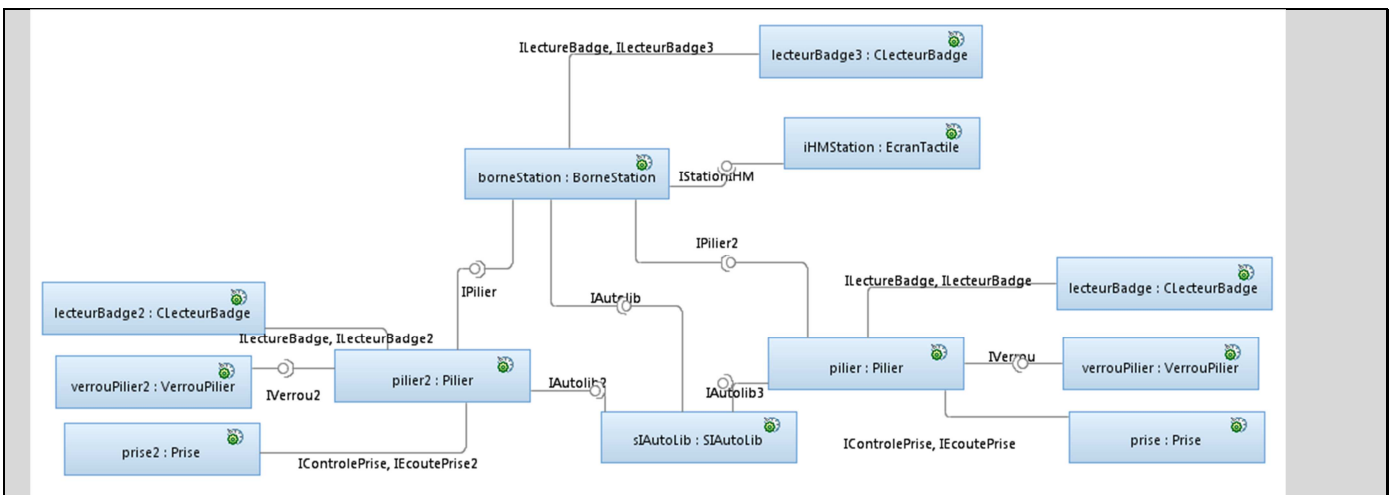 ILectureBadge, ILecteurBadge3
lecteurBadge3 : CLecteurBadge
iHMStation : EcranTactile
borneStation : BorneStation
IStationIHM
IPilier2
ILectureBadge, ILecteurBadge
lecteurBadge : CLecteurBadge
IPilier
IAutolib
lecteurBadge2 : CLecteurBadge
ILectureBadge, ILecteurBadge2
IVerrou
pilier : Pilier
verrouPilier : VerrouPilier
verrouPilier2 : VerrouPilier
pilier2 : Pilier
IAutolib2
IVerrou2
IAutolib3
sIAutoLib : SIAutoLib
prise : Prise
IControlePrise, IEcoutePrise
prise2 : Prise
IControlePrise, IEcoutePrise2